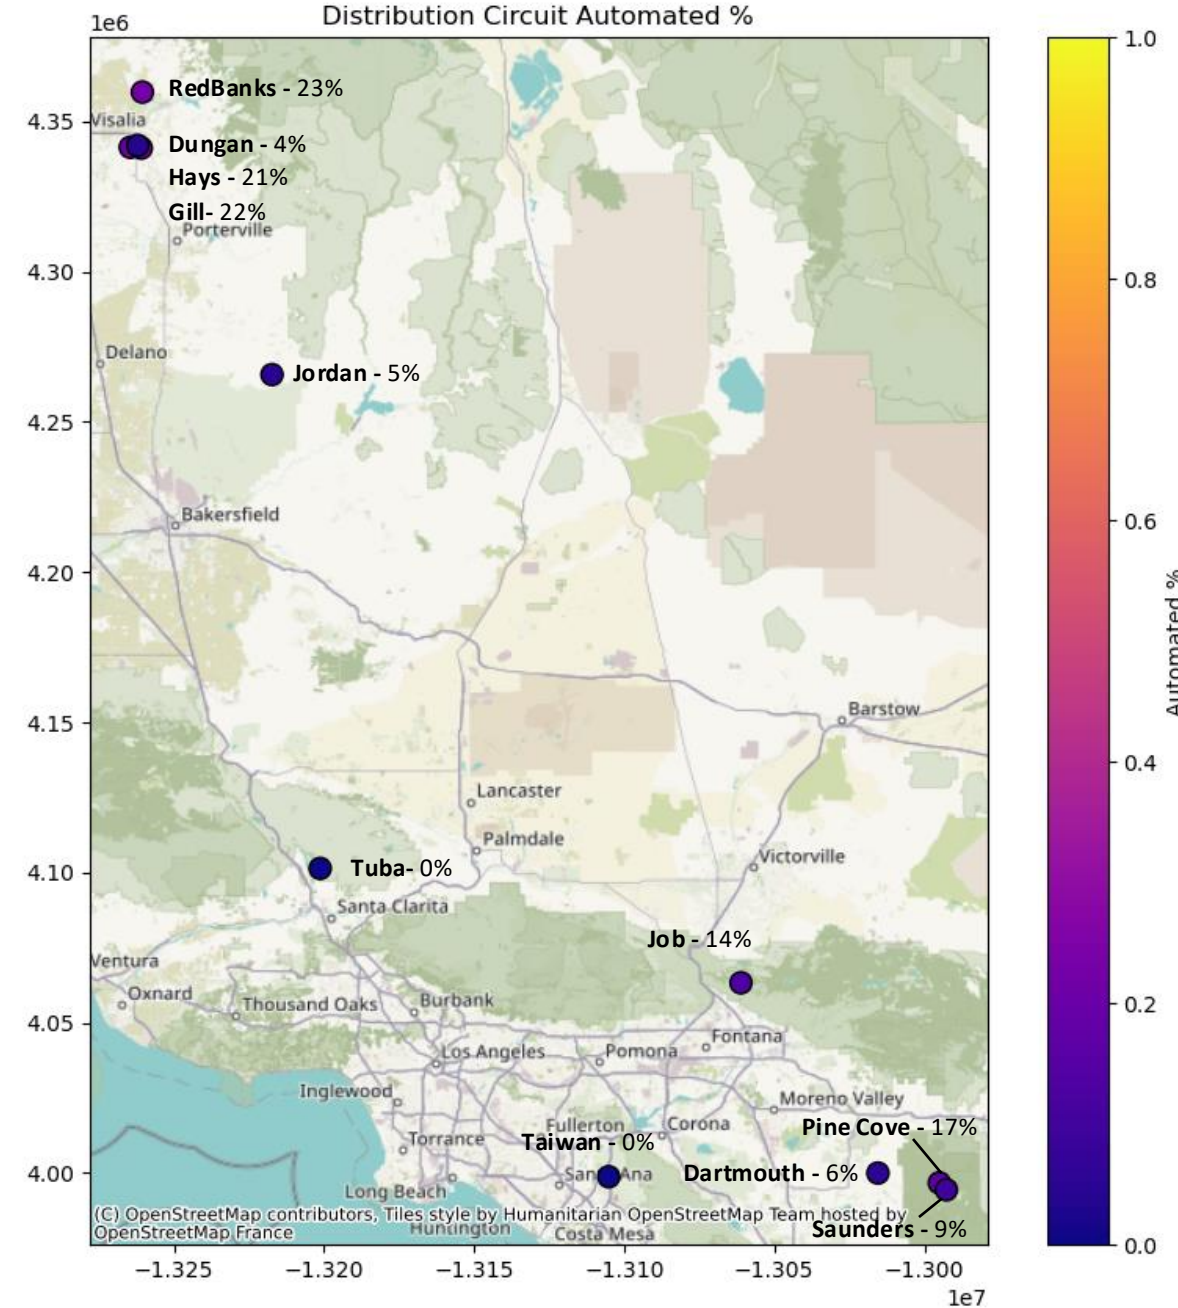 Distribution Circuit Automated %
1e6
RedBanks - 23%
Visalia
4.35
Dungan - 4%
Hays - 21%
Gill- 22%
Porterville
4.30
Delano
Jordan - 5%
4.25
Bakersfield
4.20
4.15
Barstow
Lancaster
Palmdale
Victorville
4.10
Tuba- 0%
Santa Clarita
Job - 14%
Ventura
Oxnard
Thousand Oaks
Burbank
4.05
Fontana
Los Angeles
Pomona
Inglewood
Moreno Valley
Fullerton
Corona
Pine Cove - 17%
Torrance
Taiwan - 0%
4.00
Santa Ana
Dartmouth - 6%
Long Beach
(C) OpenStreetMap contributors, Tiles style by Humanitarian OpenStreetMap Team hosted by
OpenStreetMap France
Huntington
Costa Mesa
Saunders - 9%
−1.325
−1.320
−1.315
−1.310
−1.305
−1.300
1e7
1.0
0.8
0.6
0.4
0.2
0.0
Automated %